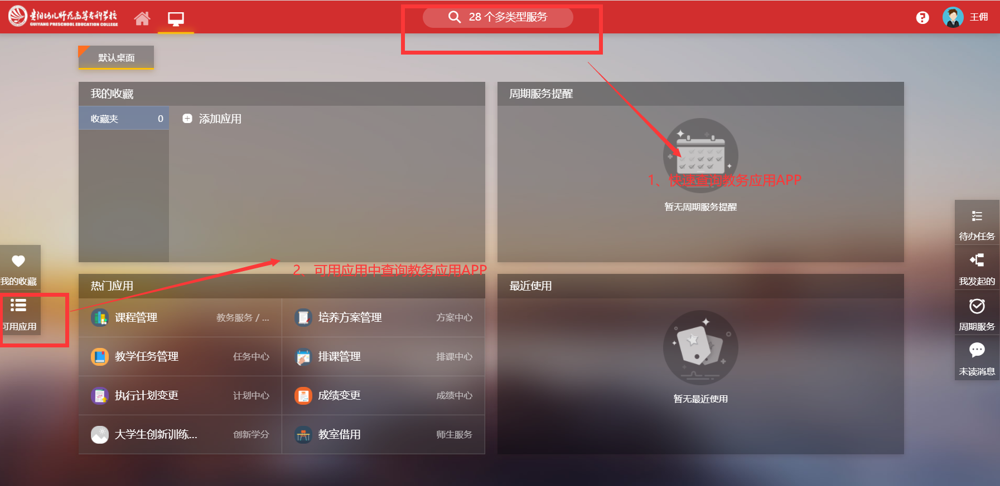 贵阳幼儿师范高等专科学校
GUIYANG PRESCHOOL EDUCATION COLLEGE
28 个多类型服务
王佣
默认桌面
我的收藏
收藏夹 0
添加应用
周期服务提醒
1、快速查询教务应用APP
暂无周期服务提醒
我的收藏
可用应用
2、可用应用中查询教务应用APP
热门应用
课程管理 教务服务 / ...
培养方案管理 方案中心
教学任务管理 任务中心
排课管理 排课中心
执行计划变更 计划中心
成绩变更 成绩中心
大学生创新训练... 创新学分
教室借用 师生服务
最近使用
暂无最近使用
待办任务
我发起的
周期服务
未读消息